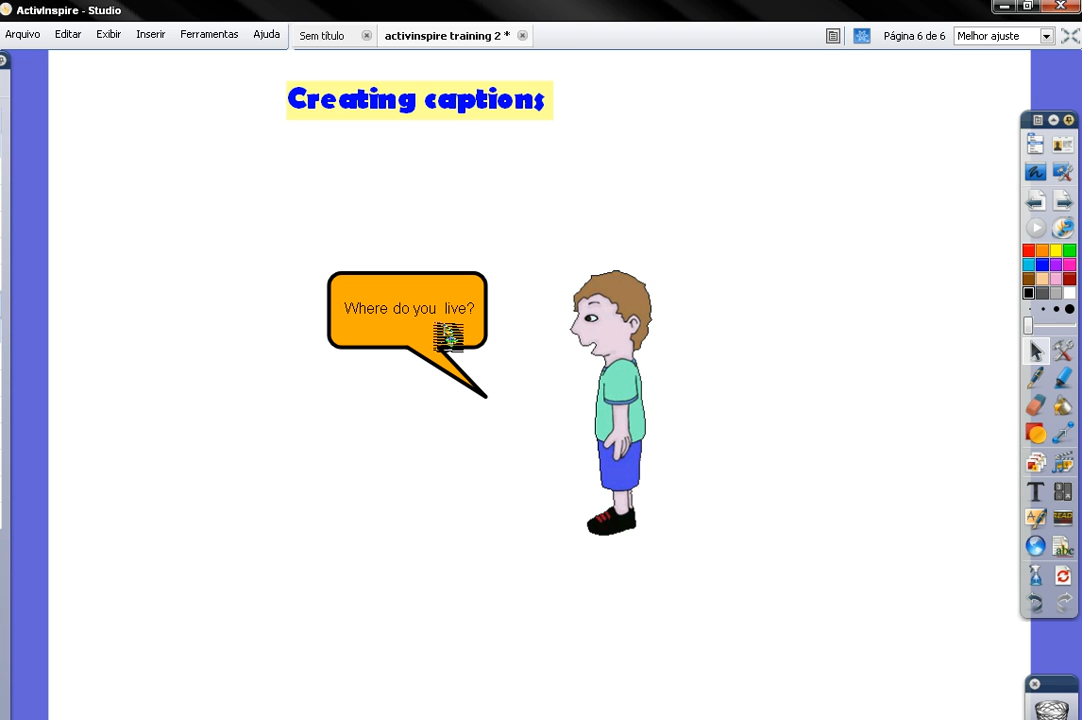 ActivInspire - Studio
Arquivo Editar Exibir Inserir Ferramentas Ajuda Sem título activinspire training 2 * Página 6 de 6 Melhor ajuste
Creating captions
Where do you live?
T
READ
abc